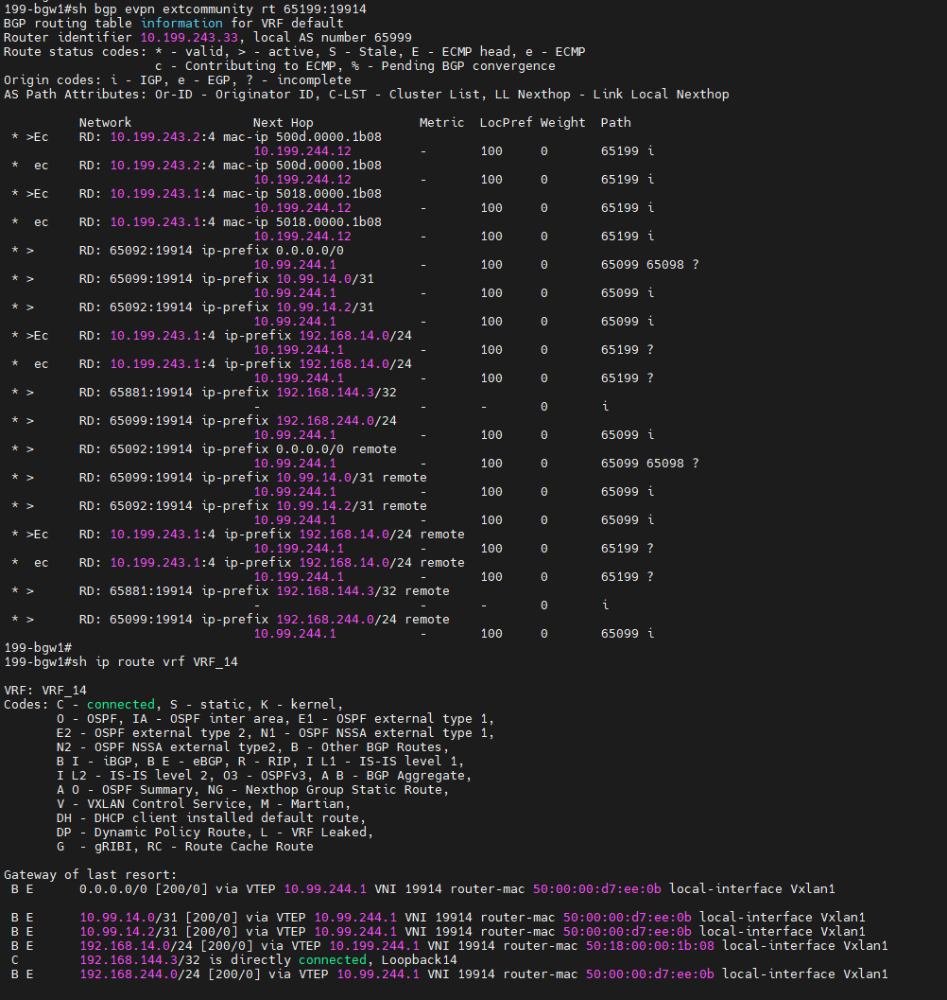 199-bgw1#sh bgp evpn extcommunity rt 65199:19914
BGP routing table information for VRF default
Router identifier 10.199.243.33, local AS number 65999
Route status codes: * - valid, > - active, S - Stale, E - ECMP head, e - ECMP
                    c - Contributing to ECMP, % - Pending BGP convergence
Origin codes: i - IGP, e - EGP, ? - incomplete
AS Path Attributes: Or-ID - Originator ID, C-LST - Cluster List, LL Nexthop - Link Local Nexthop
          Network                Next Hop              Metric  LocPref Weight  Path
 * >Ec    RD: 10.199.243.2:4 mac-ip 500d.0000.1b08
                                 10.199.244.12         -       100     0       65199 i
 *  ec    RD: 10.199.243.2:4 mac-ip 500d.0000.1b08
                                 10.199.244.12         -       100     0       65199 i
 * >Ec    RD: 10.199.243.1:4 mac-ip 5018.0000.1b08
                                 10.199.244.12         -       100     0       65199 i
 *  ec    RD: 10.199.243.1:4 mac-ip 5018.0000.1b08
                                 10.199.244.12         -       100     0       65199 i
 * >      RD: 65092:19914 ip-prefix 0.0.0.0/0
                                 10.99.244.1           -       100     0       65099 65098 ?
 * >      RD: 65099:19914 ip-prefix 10.99.14.0/31
                                 10.99.244.1           -       100     0       65099 i
 * >      RD: 65092:19914 ip-prefix 10.99.14.2/31
                                 10.99.244.1           -       100     0       65099 i
 * >Ec    RD: 10.199.243.1:4 ip-prefix 192.168.14.0/24
                                 10.199.244.1          -       100     0       65199 ?
 *  ec    RD: 10.199.243.1:4 ip-prefix 192.168.14.0/24
                                 10.199.244.1          -       100     0       65199 ?
 * >      RD: 65881:19914 ip-prefix 192.168.144.3/32
                                 -                     -       -       0       i
 * >      RD: 65099:19914 ip-prefix 192.168.244.0/24
                                 10.99.244.1           -       100     0       65099 i
 * >      RD: 65092:19914 ip-prefix 0.0.0.0/0 remote
                                 10.99.244.1           -       100     0       65099 65098 ?
 * >      RD: 65099:19914 ip-prefix 10.99.14.0/31 remote
                                 10.99.244.1           -       100     0       65099 i
 * >      RD: 65092:19914 ip-prefix 10.99.14.2/31 remote
                                 10.99.244.1           -       100     0       65099 i
 * >Ec    RD: 10.199.243.1:4 ip-prefix 192.168.14.0/24 remote
                                 10.199.244.1          -       100     0       65199 ?
 *  ec    RD: 10.199.243.1:4 ip-prefix 192.168.14.0/24 remote
                                 10.199.244.1          -       100     0       65199 ?
 * >      RD: 65881:19914 ip-prefix 192.168.144.3/32 remote
                                 -                     -       -       0       i
 * >      RD: 65099:19914 ip-prefix 192.168.244.0/24 remote
                                 10.99.244.1           -       100     0       65099 i
199-bgw1#
199-bgw1#sh ip route vrf VRF_14
VRF: VRF_14
Codes: C - connected, S - static, K - kernel,
       O - OSPF, IA - OSPF inter area, E1 - OSPF external type 1,
       E2 - OSPF external type 2, N1 - OSPF NSSA external type 1,
       N2 - OSPF NSSA external type2, B - Other BGP Routes,
       B I - iBGP, B E - eBGP, R - RIP, I L1 - IS-IS level 1,
       I L2 - IS-IS level 2, O3 - OSPFv3, A B - BGP Aggregate,
       A O - OSPF Summary, NG - Nexthop Group Static Route,
       V - VXLAN Control Service, M - Martian,
       DH - DHCP client installed default route,
       DP - Dynamic Policy Route, L - VRF Leaked,
       G  - gRIBI, RC - Route Cache Route
Gateway of last resort:
 B E      0.0.0.0/0 [200/0] via VTEP 10.99.244.1 VNI 19914 router-mac 50:00:00:d7:ee:0b local-interface Vxlan1
 B E      10.99.14.0/31 [200/0] via VTEP 10.99.244.1 VNI 19914 router-mac 50:00:00:d7:ee:0b local-interface Vxlan1
 B E      10.99.14.2/31 [200/0] via VTEP 10.99.244.1 VNI 19914 router-mac 50:00:00:d7:ee:0b local-interface Vxlan1
 B E      192.168.14.0/24 [200/0] via VTEP 10.199.244.1 VNI 19914 router-mac 50:18:00:00:1b:08 local-interface Vxlan1
 C        192.168.144.3/32 is directly connected, Loopback14
 B E      192.168.244.0/24 [200/0] via VTEP 10.99.244.1 VNI 19914 router-mac 50:00:00:d7:ee:0b local-interface Vxlan1